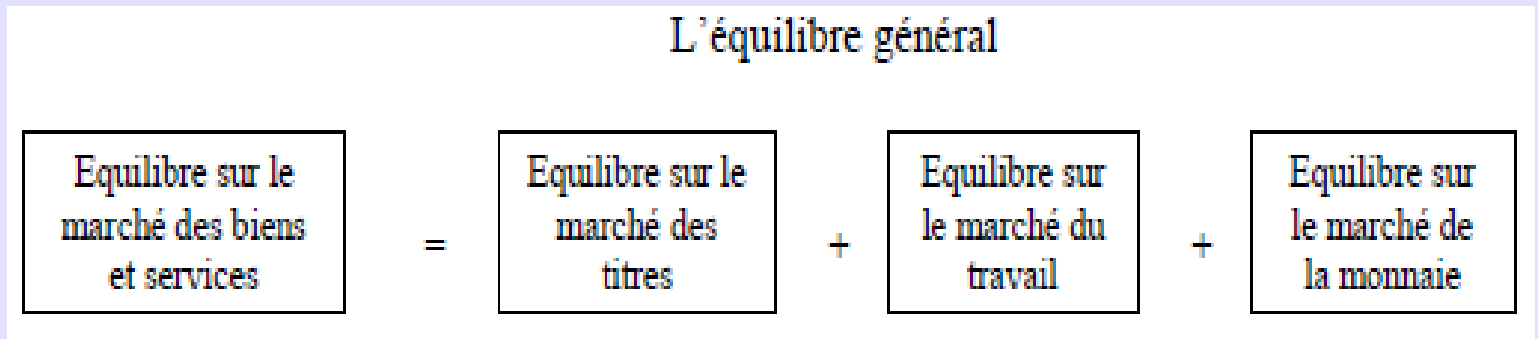 L'équilibre général
Equilibre sur le
marché des biens
et services
=
Equilibre sur le
marché des
titres
+
Equilibre sur
le marché du
travail
+
Equilibre sur
le marché de
la monnaie